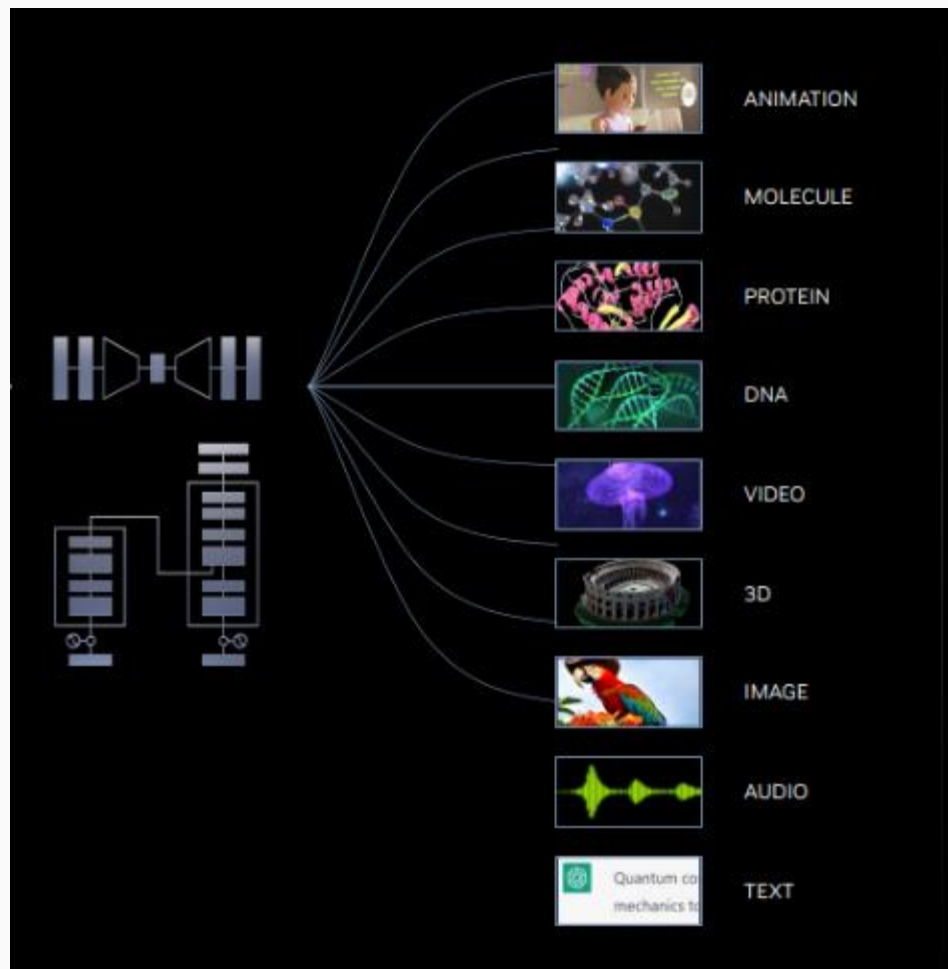 ANIMATION
MOLECULE
PROTEIN
DNA
VIDEO
3D
IMAGE
AUDIO
Quantum co
mechanics to
TEXT